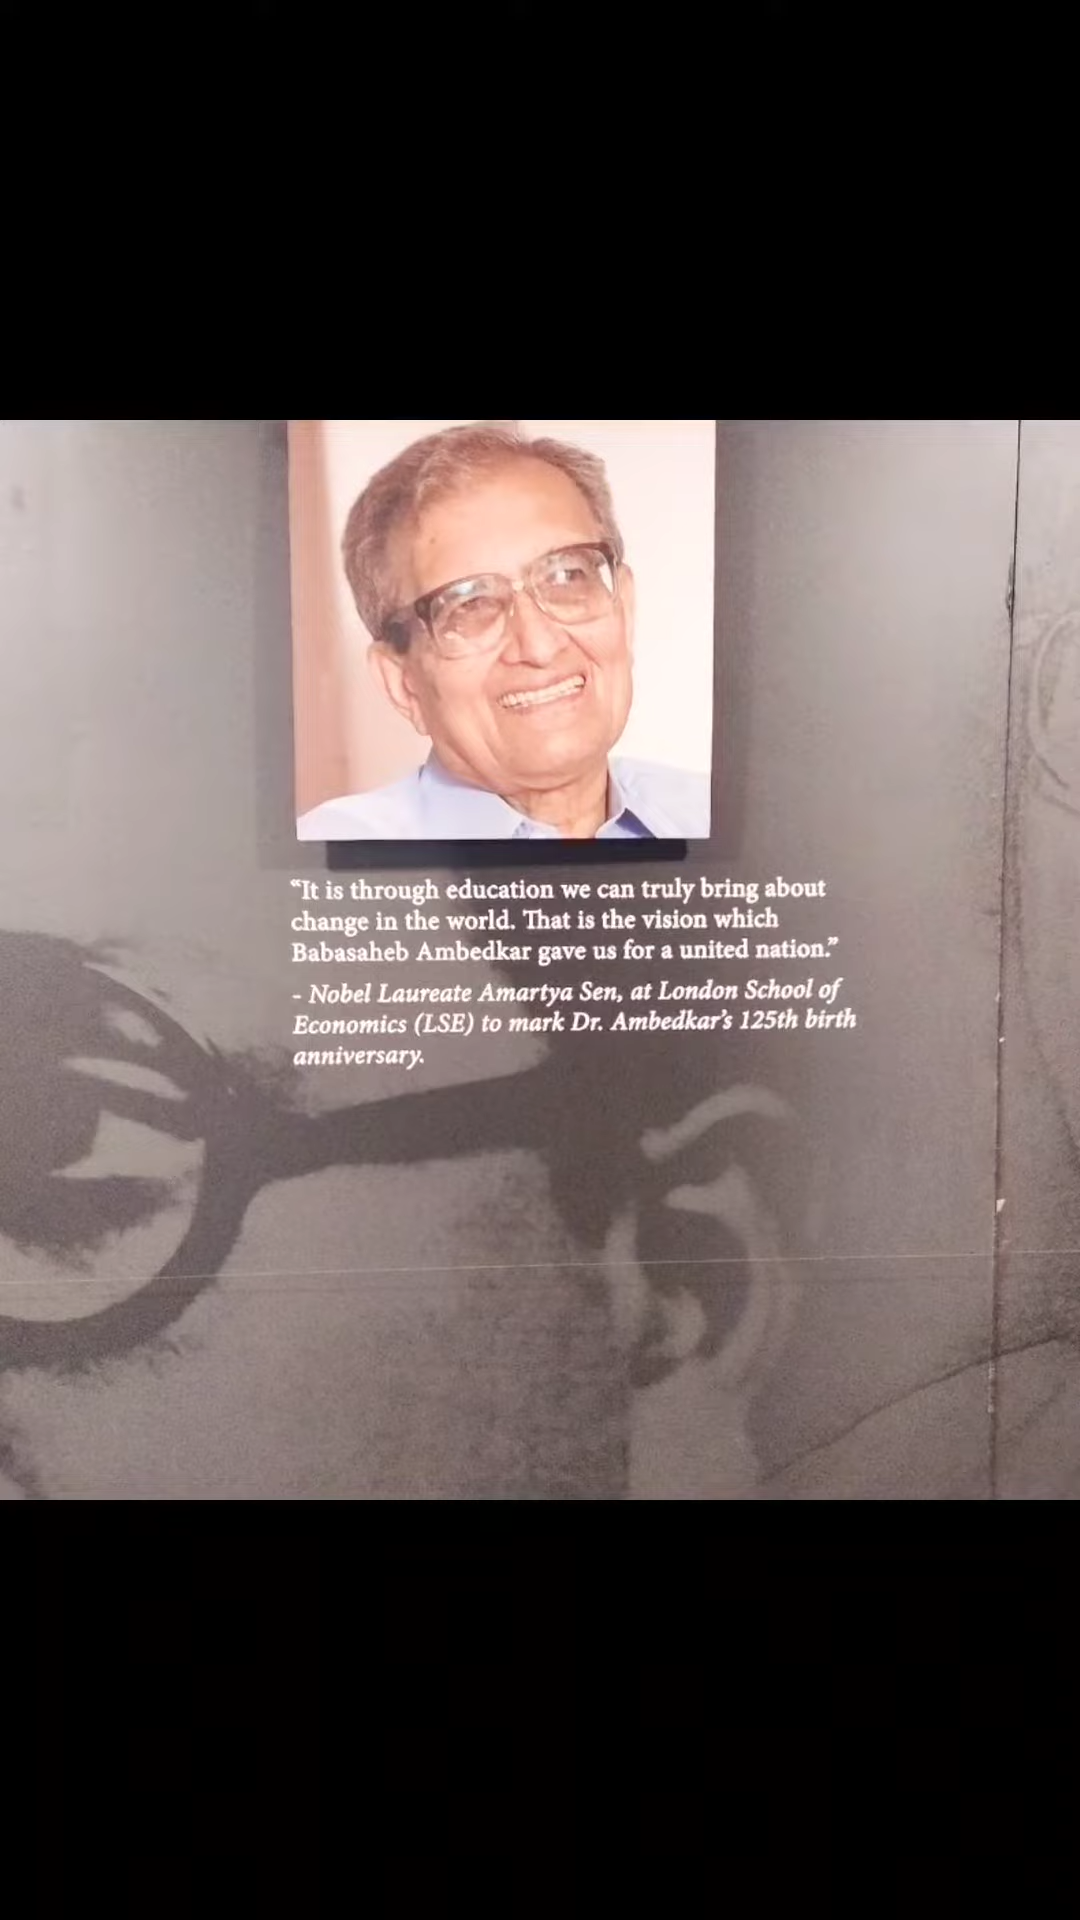 “It is through education we can truly bring about
change in the world. That is the vision which
Babasaheb Ambedkar gave us for a united nation.”
- Nobel Laureate Amartya Sen, at London School of
Economics (LSE) to mark Dr. Ambedkar’s 125th birth
anniversary.